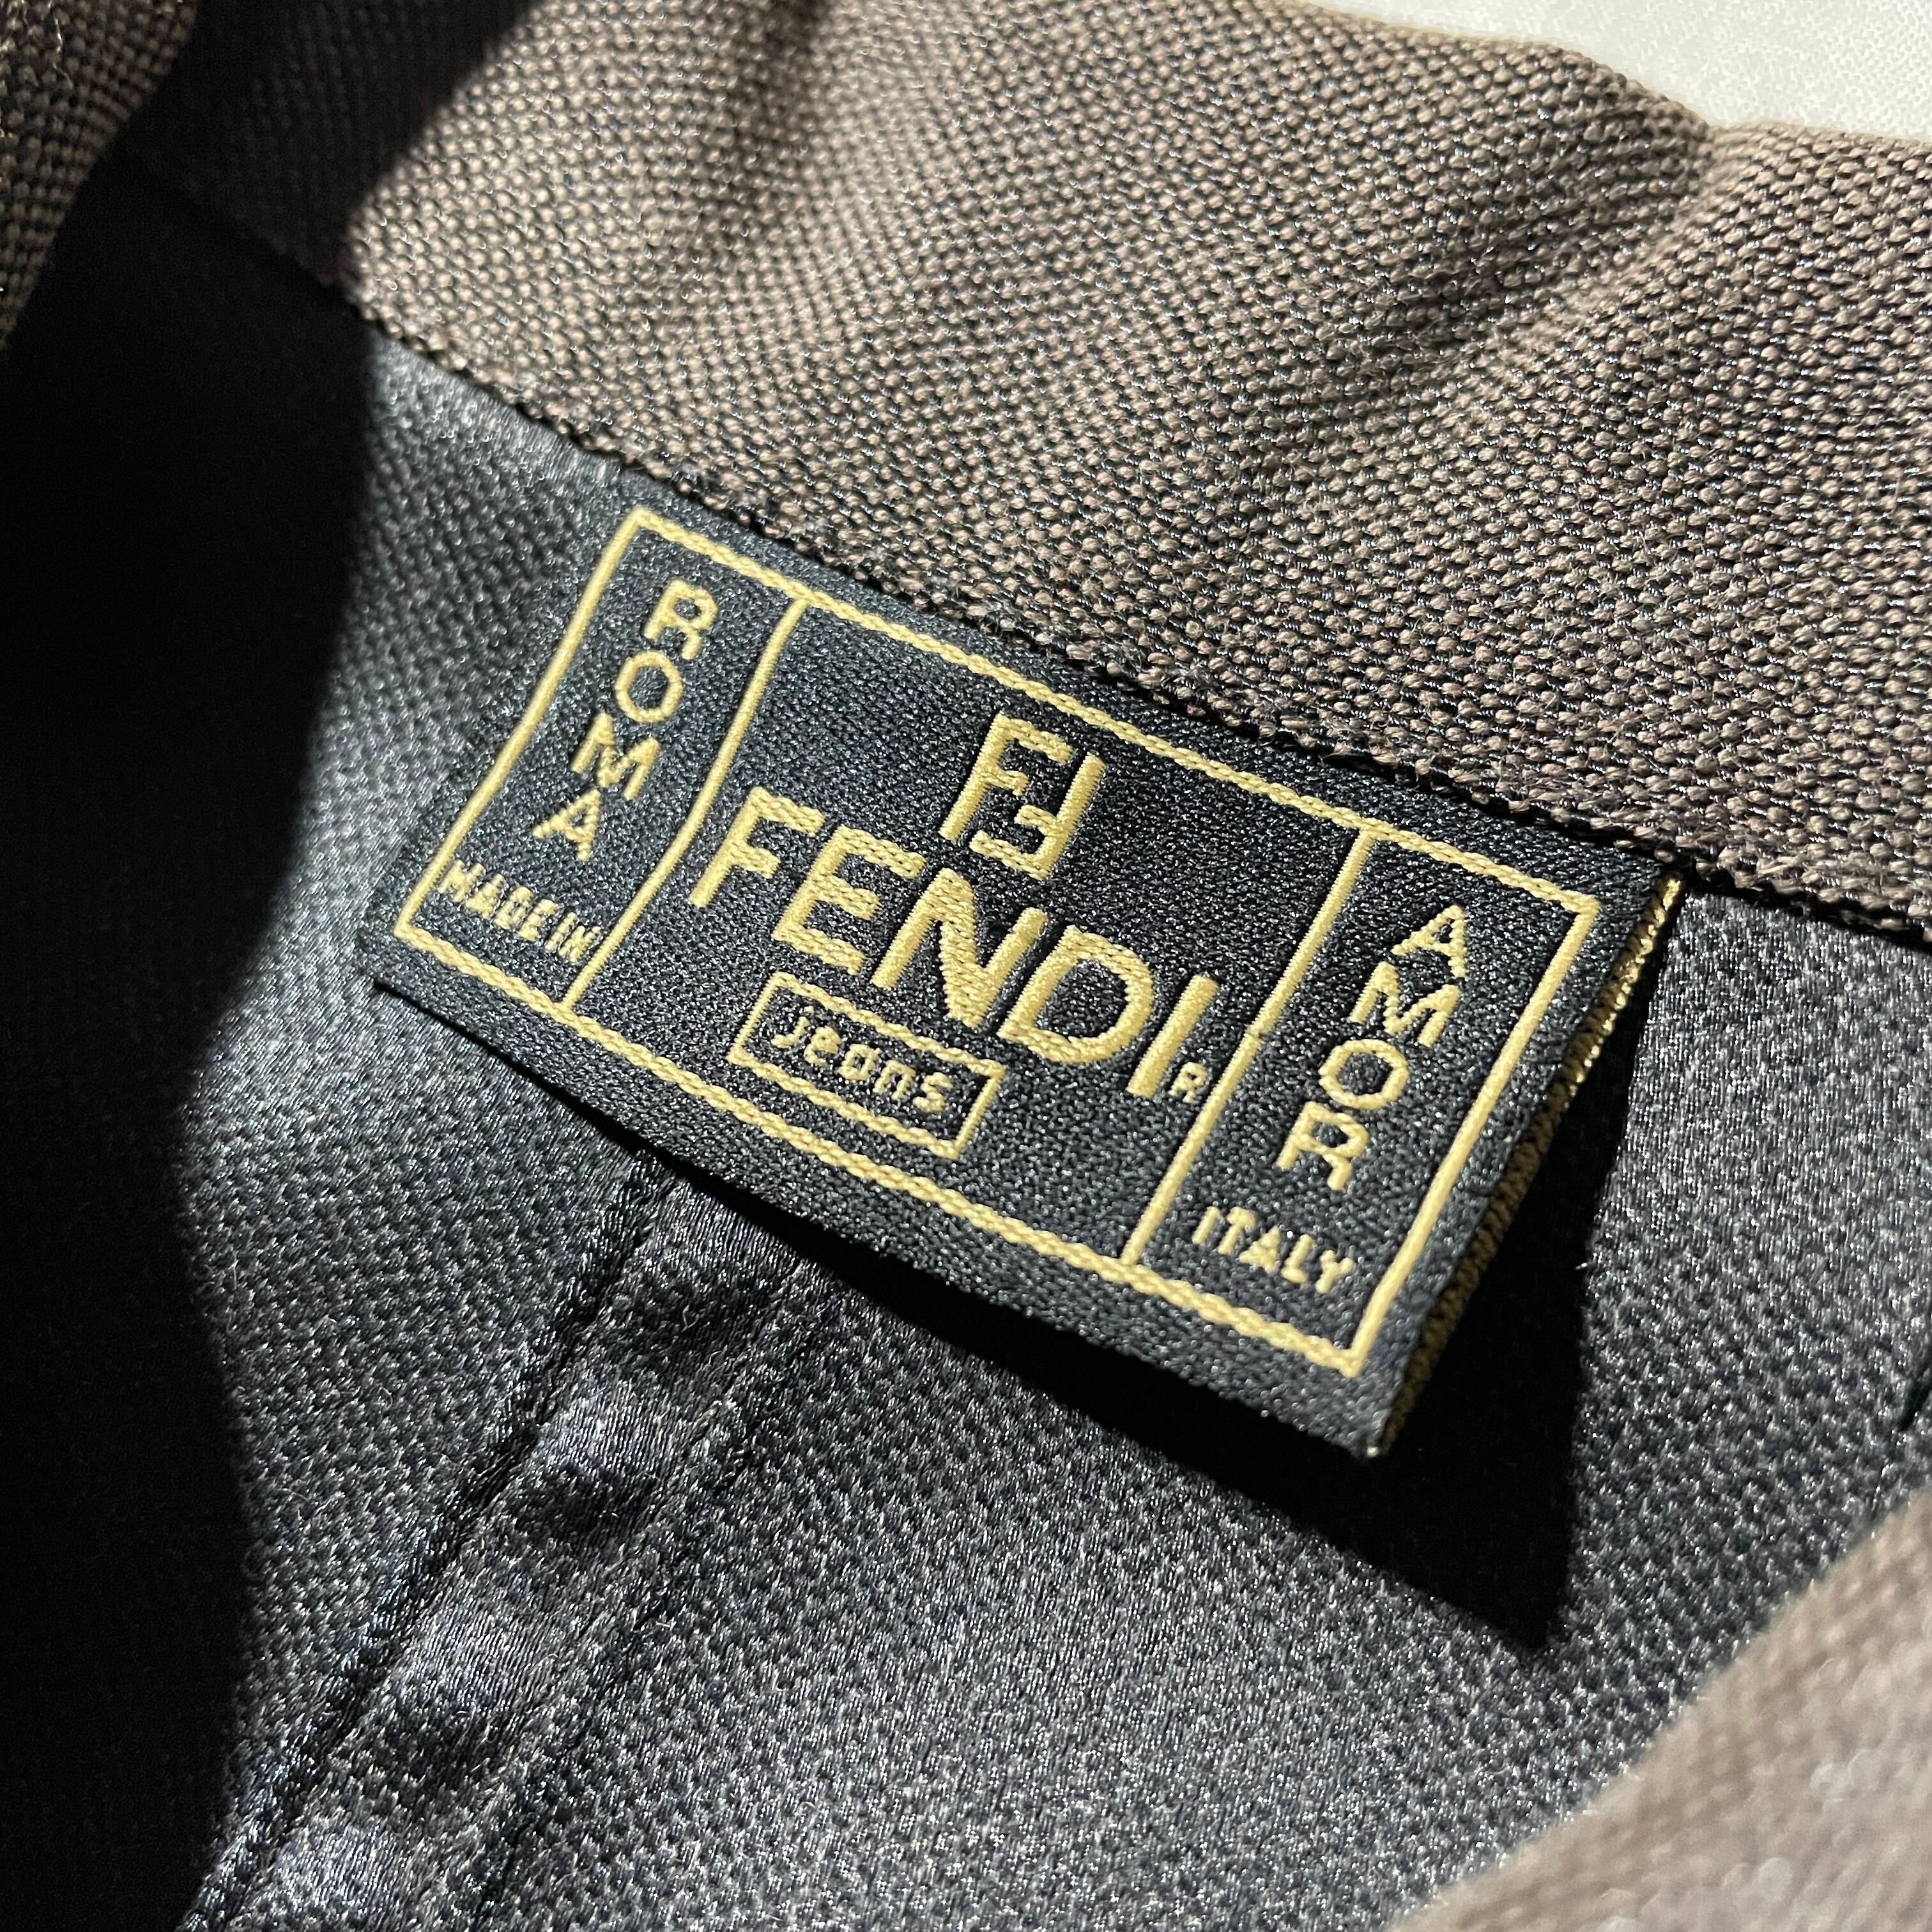 ROMA
MADE IN
FF
FENDI R
jeans
AMOR
ITALY